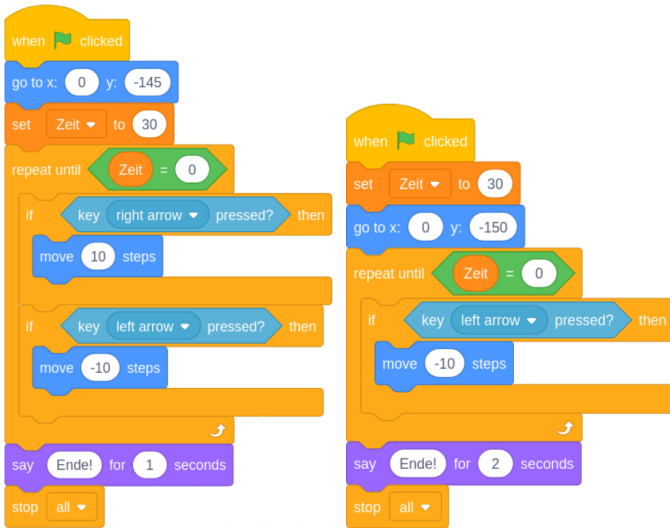 when clicked
go to x: 0 y: -145
set Zeit to 30
repeat until Zeit = 0
if key right arrow pressed? then
move 10 steps
if key left arrow pressed? then
move -10 steps
say Ende! for 1 seconds
stop all
when clicked
set Zeit to 30
go to x: 0 y: -150
repeat until Zeit = 0
if key left arrow pressed? then
move -10 steps
say Ende! for 2 seconds
stop all